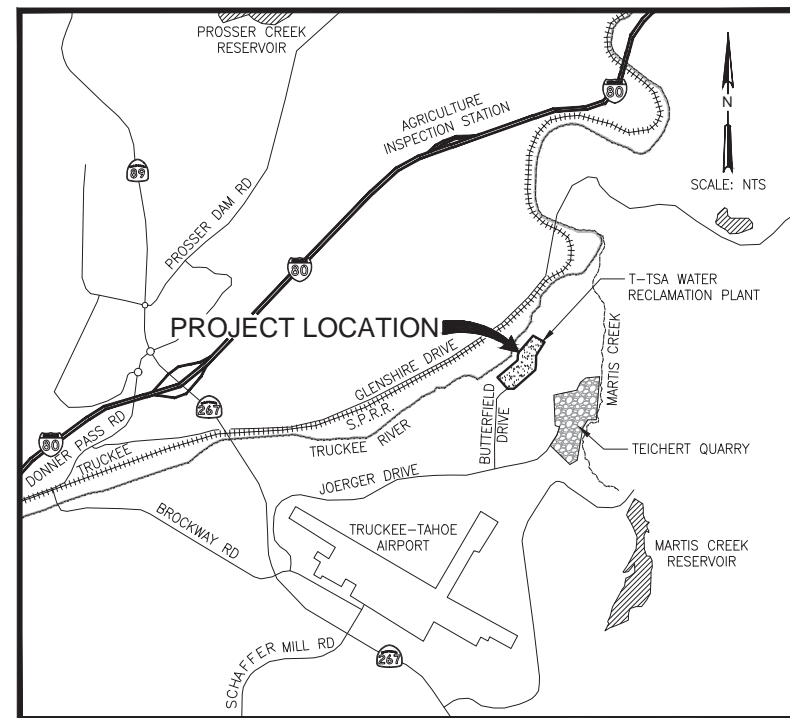 PROSSER CREEK
RESERVOIR
80
AGRICULTURE
INSPECTION STATION
N
SCALE: NTS
89
PROSSER DAM RD
80
T-TSA WATER
RECLAMATION PLANT
PROJECT LOCATION
GLENSHIRE DRIVE
S.P.R.R.
MARTIS CREEK
267
DONNER PASS RD
80
TRUCKEE
TRUCKEE RIVER
BUTTERFIELD
DRIVE
TEICHERT QUARRY
JOERGER DRIVE
BROCKWAY RD
TRUCKEE-TAHOE
AIRPORT
MARTIS CREEK
RESERVOIR
SCHAFFER MILL RD
267